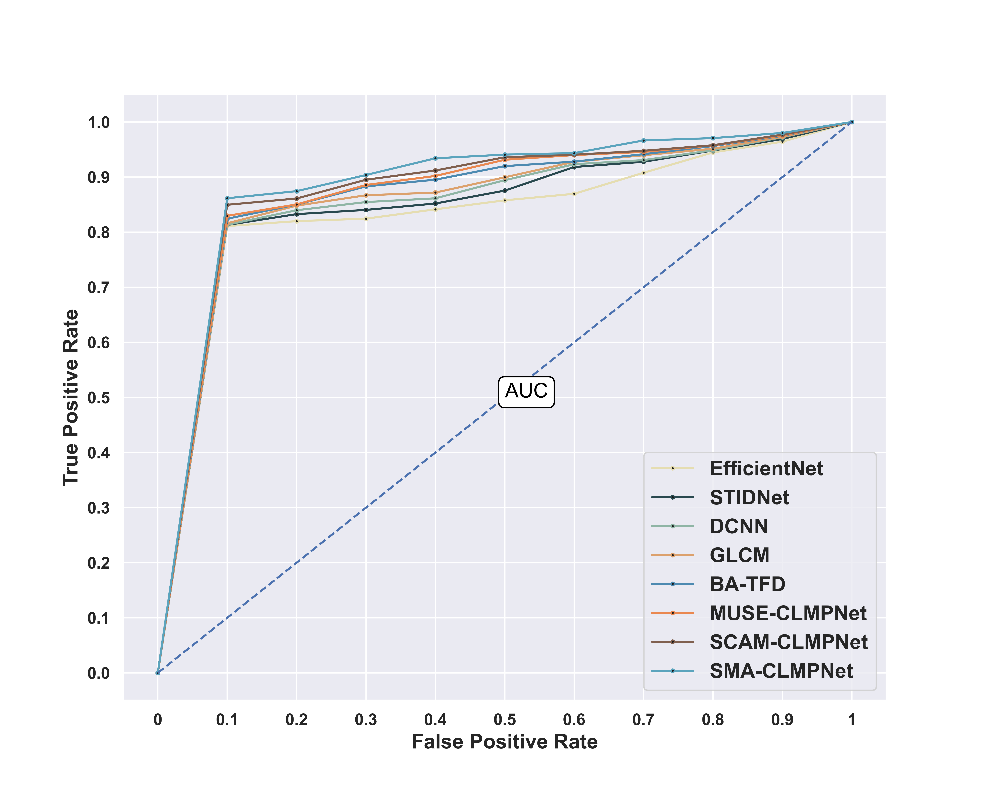 1.0
0.9
0.8
0.7
0.6
0.5
0.4
0.3
0.2
0.1
0.0
True Positive Rate
AUC
EfficientNet
STIDNet
DCNN
GLCM
BA-TFD
MUSE-CLMPNet
SCAM-CLMPNet
SMA-CLMPNet
0 0.1 0.2 0.3 0.4 0.5 0.6 0.7 0.8 0.9 1
False Positive Rate